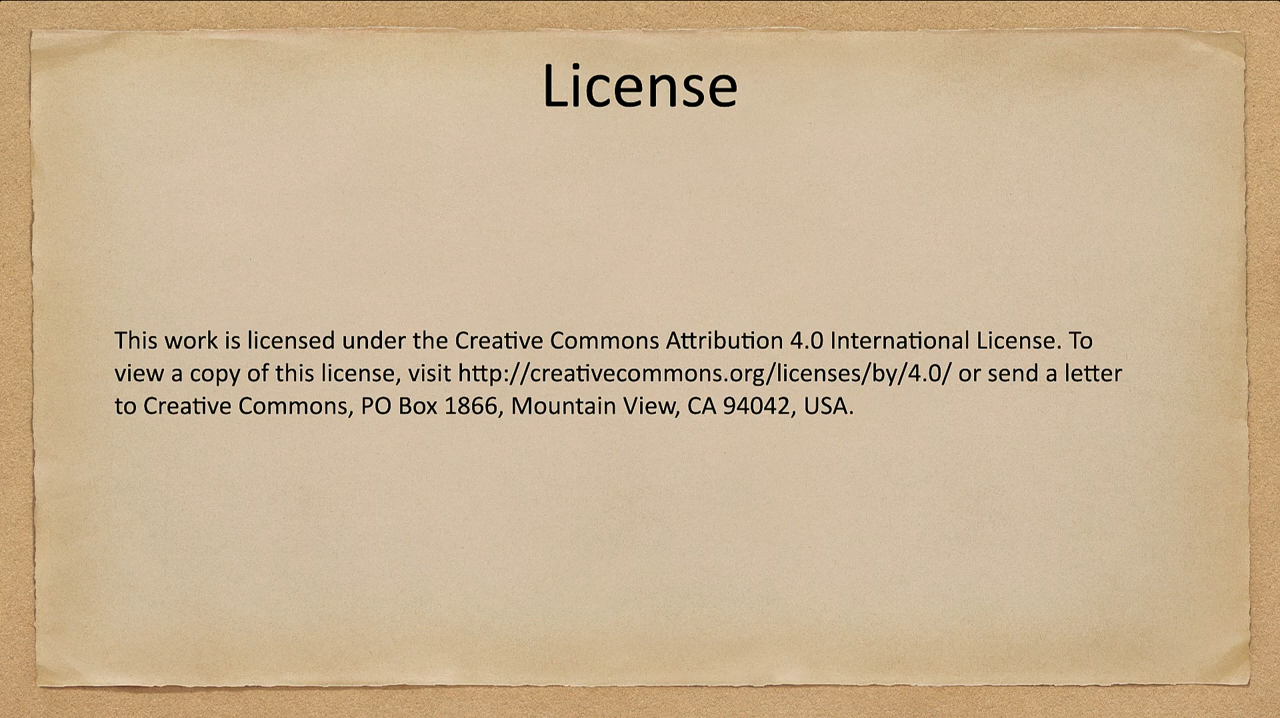 License
This work is licensed under the Creative Commons Attribution 4.0 International License. To
view a copy of this license, visit http://creativecommons.org/licenses/by/4.0/ or send a letter
to Creative Commons, PO Box 1866, Mountain View, CA 94042, USA.